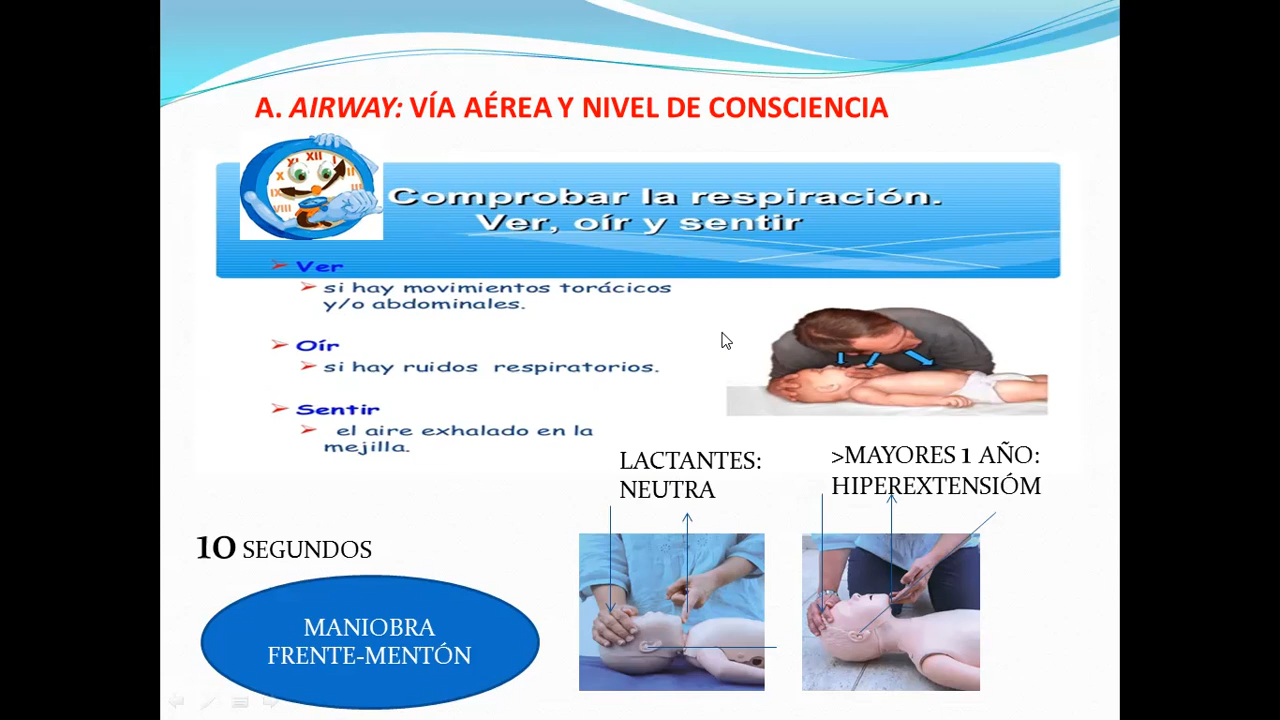 A. AIRWAY: VÍA AÉREA Y NIVEL DE CONSCIENCIA
Comprobar la respiración.
Ver, oír y sentir
Ver
si hay movimientos torácicos
y/o abdominales.
Oír
si hay ruidos respiratorios.
Sentir
el aire exhalado en la
mejilla.
LACTANTES:
NEUTRA
>MAYORES 1 AÑO:
HIPEREXTENSIÓM
10 SEGUNDOS
MANIOBRA
FRENTE-MENTÓN